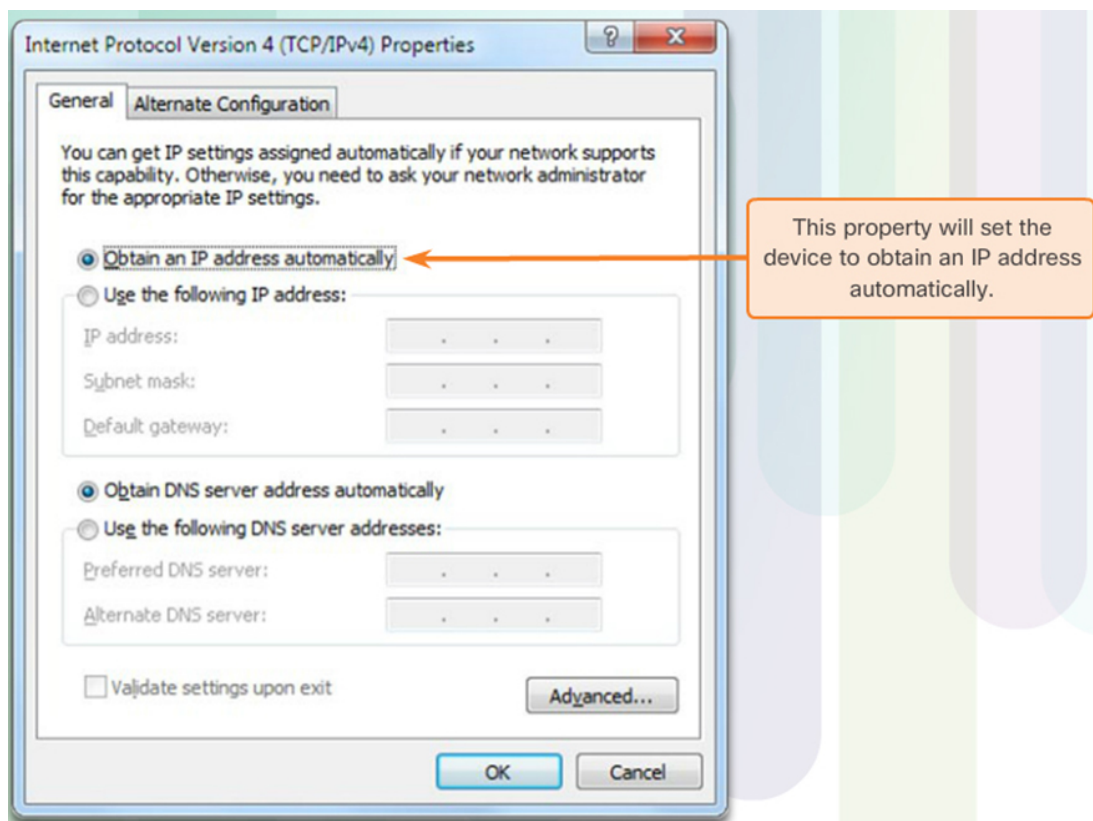 Internet Protocol Version 4 (TCP/IPv4) Properties
General
Alternate Configuration
You can get IP settings assigned automatically if your network supports
this capability. Otherwise, you need to ask your network administrator
for the appropriate IP settings.
Obtain an IP address automatically
This property will set the
device to obtain an IP address
automatically.
Use the following IP address:
IP address:
Subnet mask:
Default gateway:
Obtain DNS server address automatically
Use the following DNS server addresses:
Preferred DNS server:
Alternate DNS server:
Validate settings upon exit
Advanced...
OK
Cancel